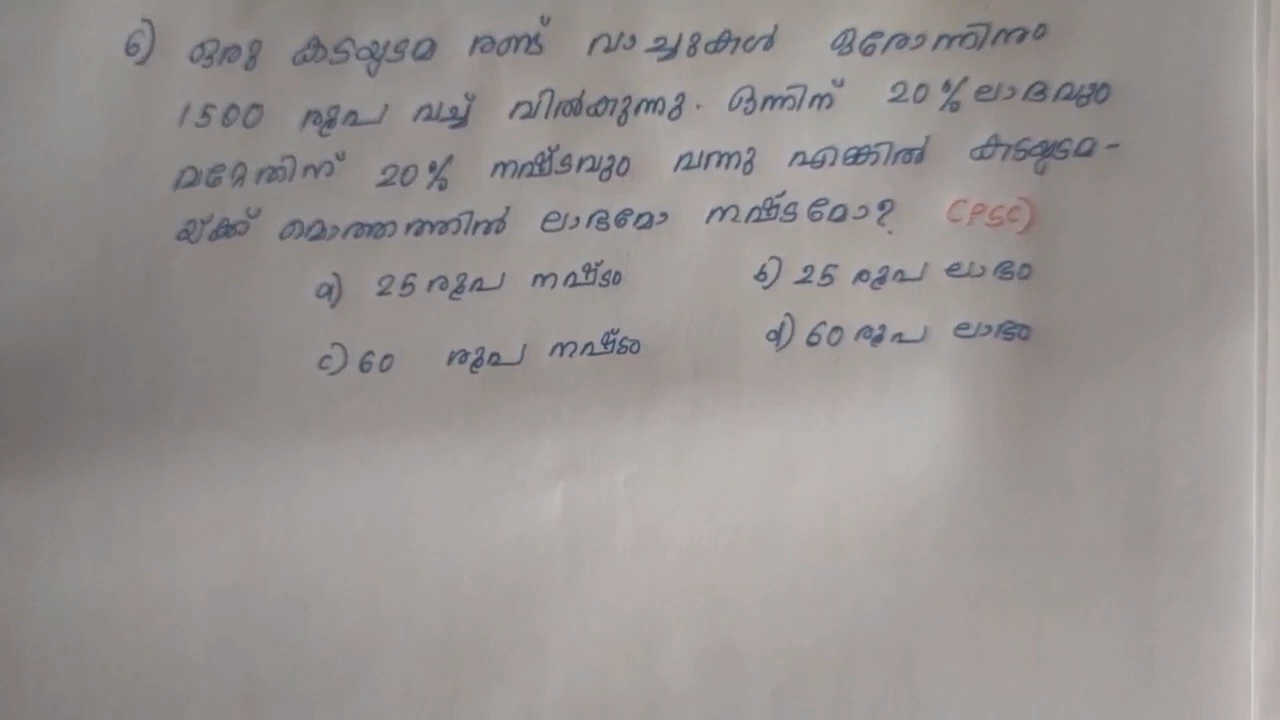 6) ഒരു കടയുടമ രണ്ട് വാച്ചുകൾ ഒരോന്നിനും
1500 രൂപ വച്ച് വിൽക്കുന്നു. ഒന്നിന് 20% ലാഭവും
മറ്റേതിന് 20% നഷ്ടവും വന്നു എങ്കിൽ കടയുടമ-
യ്ക്ക് മൊത്തത്തിൽ ലാഭമോ നഷ്ടമോ? (PSC)
a) 25 രൂപ നഷ്ടം b) 25 രൂപ ലാഭം
c) 60 രൂപ നഷ്ടം d) 60 രൂപ ലാഭം